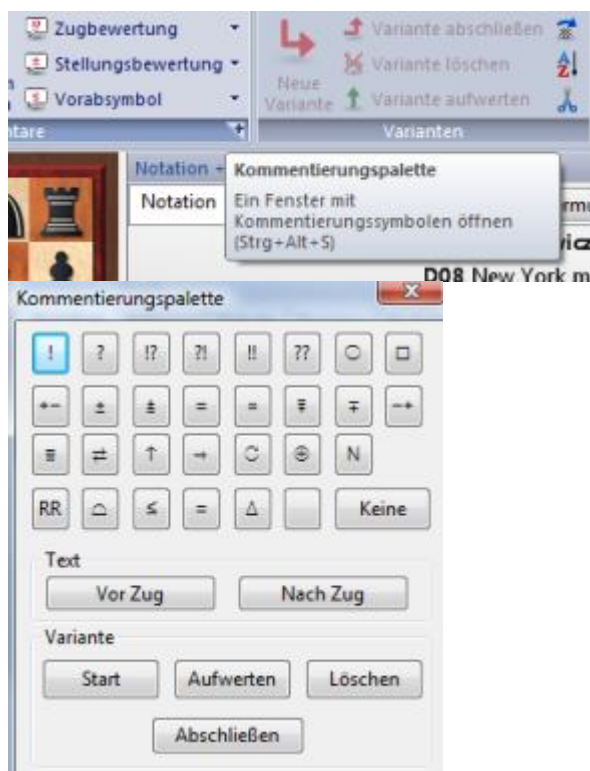 Zugbewertung
Stellungsbewertung
Vorabsymbol
Neue
Variante
Variante abschließen
Variante löschen
Variante aufwerten
tare
Varianten
Notation +
Notation
Kommentierungspalette
Ein Fenster mit
Kommentierungssymbolen öffnen
(Strg+Alt+S)
D08 New York m
Kommentierungspalette
! ? !? ?! !! ?? ○ □
+- ± ⩲ = = ⩱ ∓ -+
⇄ ↑ → N
RR ≤ = Δ Keine
Text
Vor Zug Nach Zug
Variante
Start Aufwerten Löschen
Abschließen